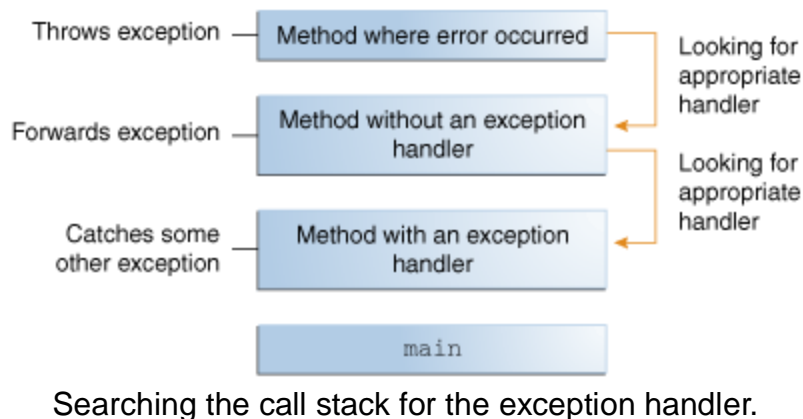 Throws exception
Method where error occurred
Looking for
appropriate
handler
Forwards exception
Method without an exception
handler
Looking for
appropriate
handler
Catches some
other exception
Method with an exception
handler
main
Searching the call stack for the exception handler.